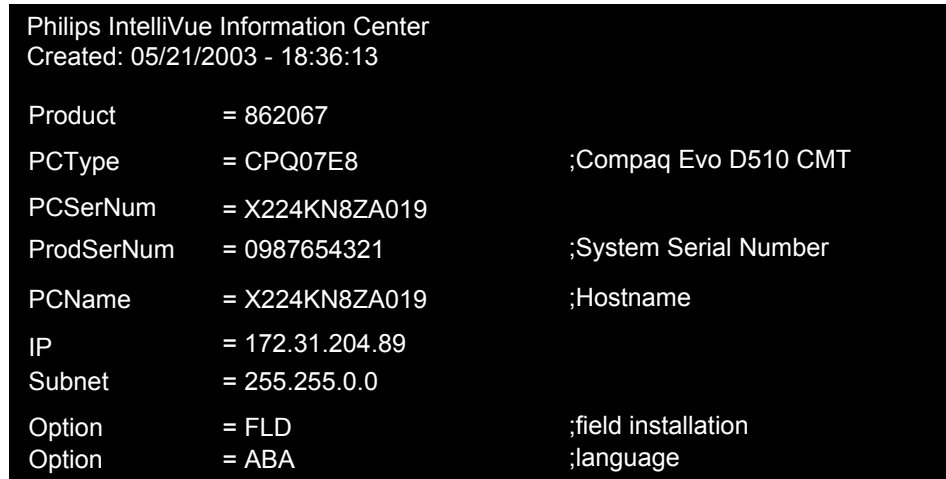 Philips IntelliVue Information Center
Created: 05/21/2003 - 18:36:13
Product = 862067
PCType = CPQ07E8 ;Compaq Evo D510 CMT
PCSerNum = X224KN8ZA019
ProdSerNum = 0987654321 ;System Serial Number
PCName = X224KN8ZA019 ;Hostname
IP = 172.31.204.89
Subnet = 255.255.0.0
Option = FLD ;field installation
Option = ABA ;language